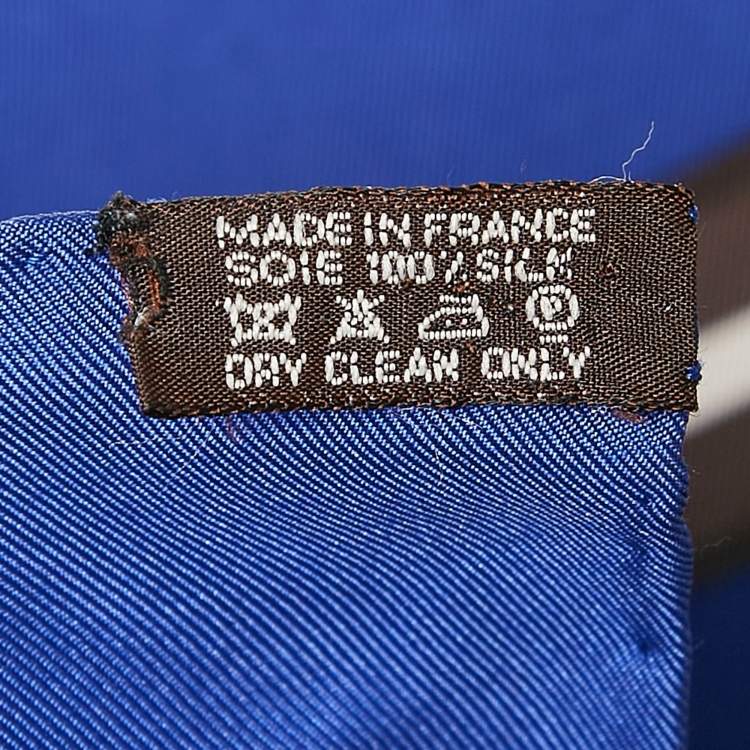 MADE IN FRANCE
SOIE 100% SILK
P
DRY CLEAN ONLY